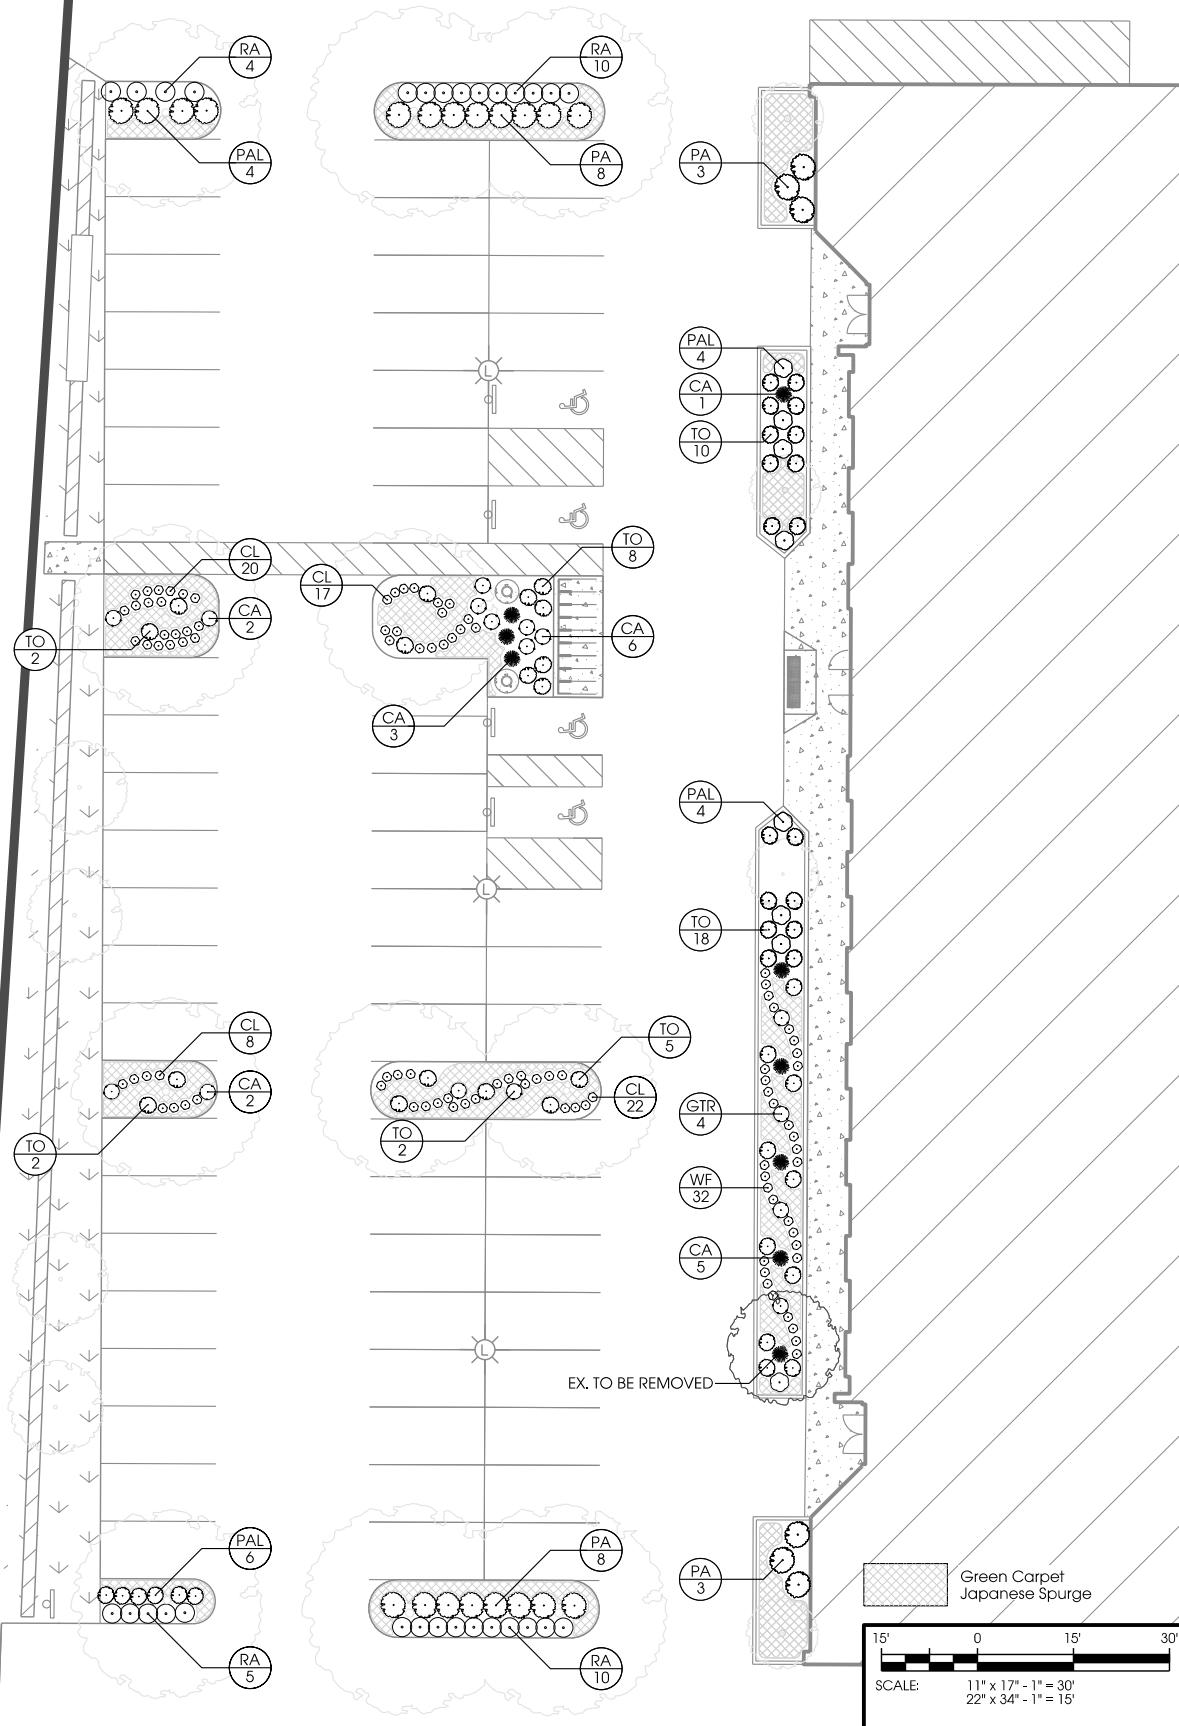 RA
4
RA
10
PAL
4
PA
8
PA
3
PAL
4
CA
1
TO
10
L
TO
8
CL
20
CL
17
CA
2
TO
2
CA
6
CA
3
PAL
4
L
TO
18
CL
8
TO
5
CA
2
CL
22
GTR
4
TO
2
TO
2
WF
32
CA
5
L
EX. TO BE REMOVED
PAL
6
PA
8
PA
3
RA
5
RA
10
Green Carpet
Japanese Spurge
15' 0 15' 30'
SCALE: 11" x 17" - 1" = 30'
22" x 34" - 1" = 15'